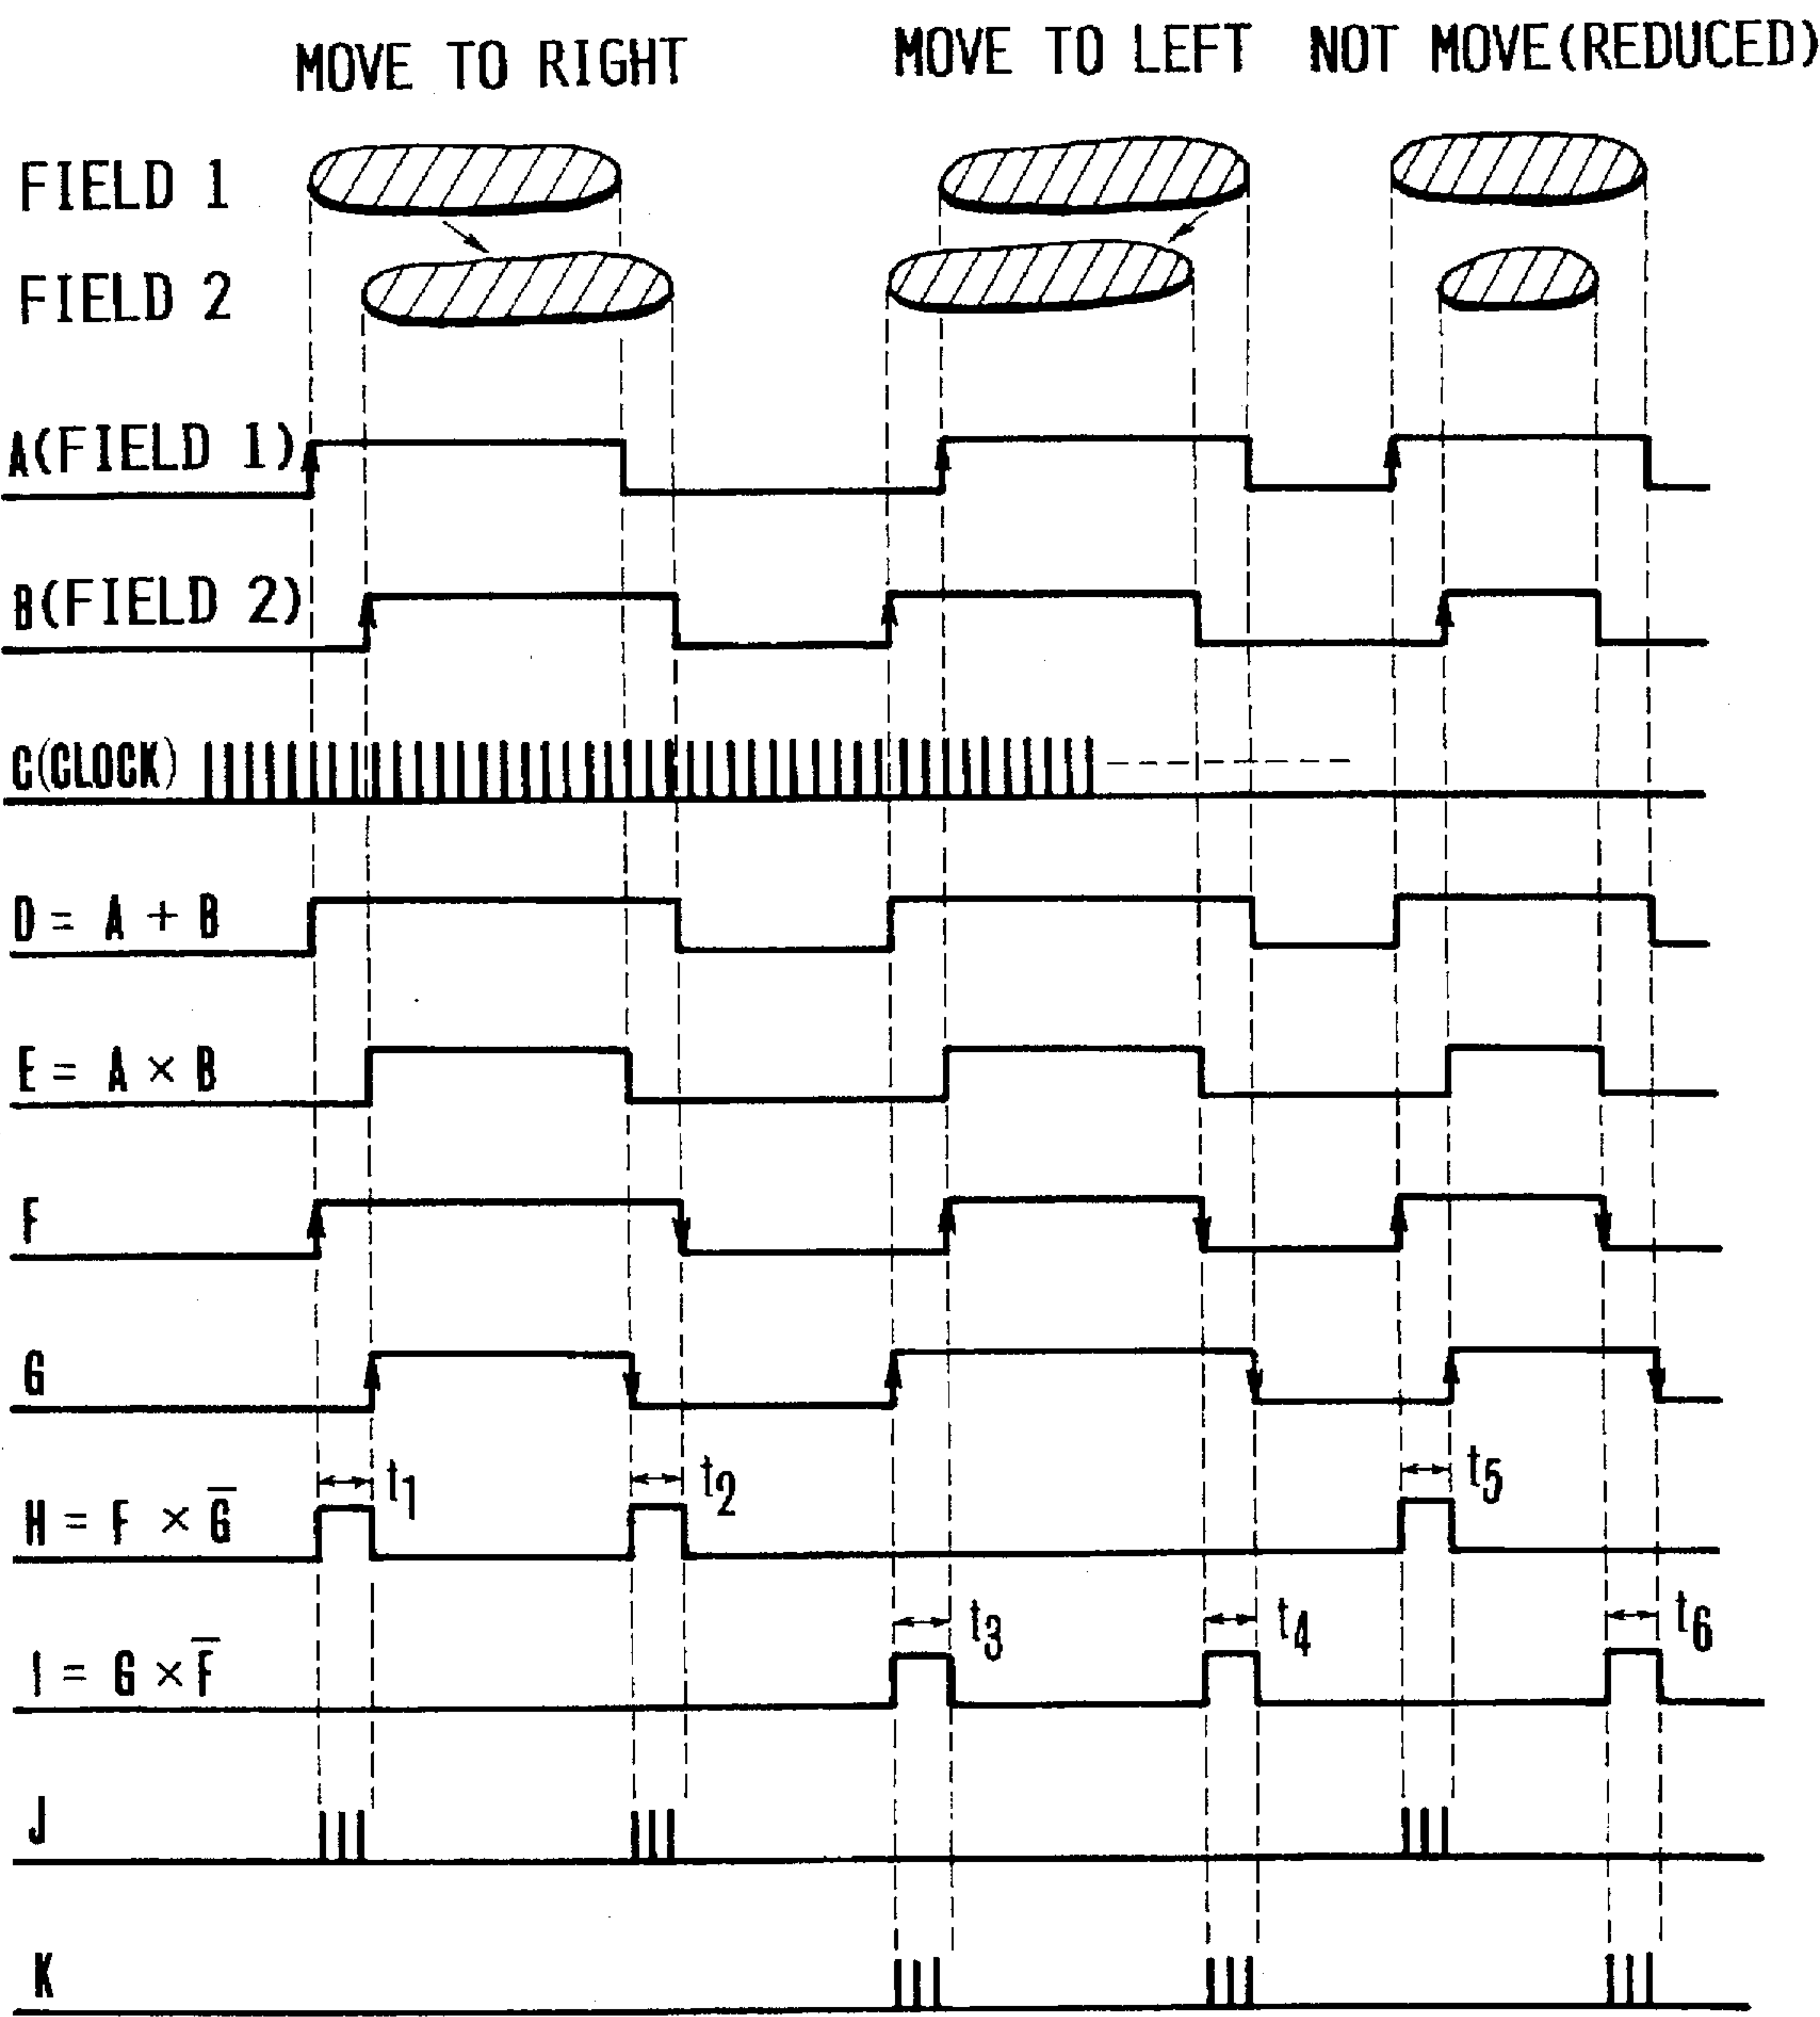 MOVE TO RIGHT MOVE TO LEFT NOT MOVE(REDUCED)
FIELD 1
FIELD 2
A(FIELD 1)
B(FIELD 2)
C(CLOCK)
D = A + B
E = A × B
F
G
t1 t2 t5
H = F × G̅
t3 t4 t6
I = G × F̅
J
K